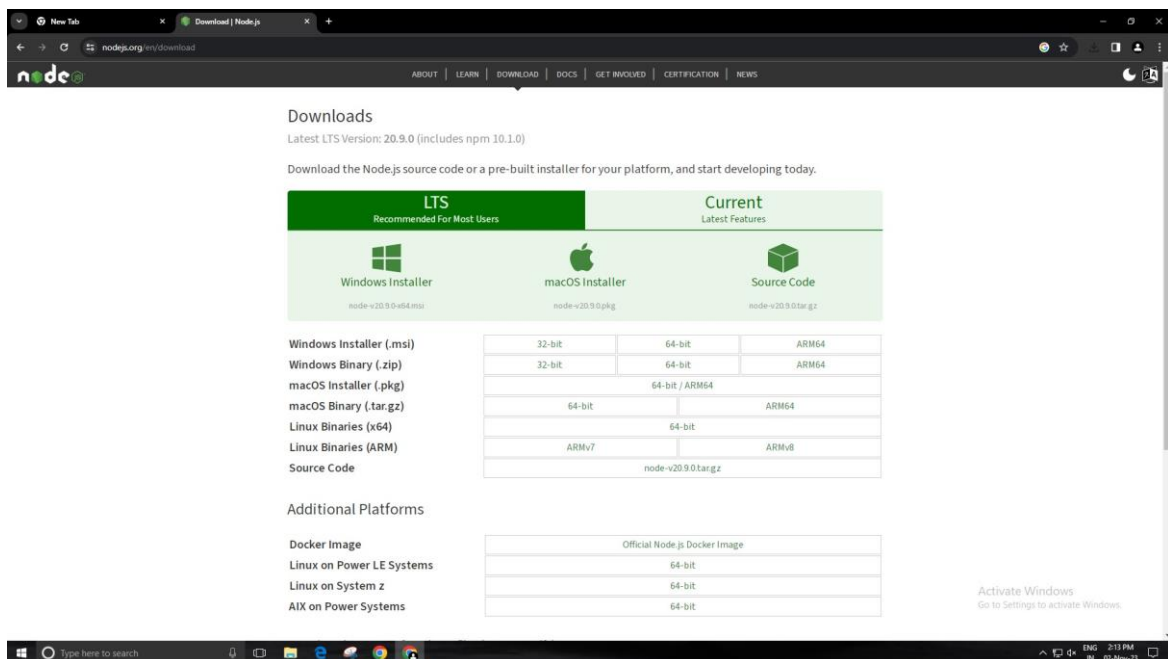 New Tab
Download | Node.js
nodejs.org/en/download
node
ABOUT | LEARN | DOWNLOAD | DOCS | GET INVOLVED | CERTIFICATION | NEWS
Downloads
Latest LTS Version: 20.9.0 (includes npm 10.1.0)
Download the Node.js source code or a pre-built installer for your platform, and start developing today.
LTS Current
Recommended For Most Users Latest Features
Windows Installer macOS Installer Source Code
node-v20.9.0-x64.msi node-v20.9.0.pkg node-v20.9.0.tar.gz
Windows Installer (.msi) 32-bit 64-bit ARM64
Windows Binary (.zip) 32-bit 64-bit ARM64
macOS Installer (.pkg) 64-bit / ARM64
macOS Binary (.tar.gz) 64-bit ARM64
Linux Binaries (x64) 64-bit
Linux Binaries (ARM) ARMv7 ARMv8
Source Code node-v20.9.0.tar.gz
Additional Platforms
Docker Image Official Node.js Docker Image
Linux on Power LE Systems 64-bit
Linux on System z 64-bit
AIX on Power Systems 64-bit
Activate Windows
Go to Settings to activate Windows.
Type here to search
ENG 2:13 PM
IN 02-Nov-23